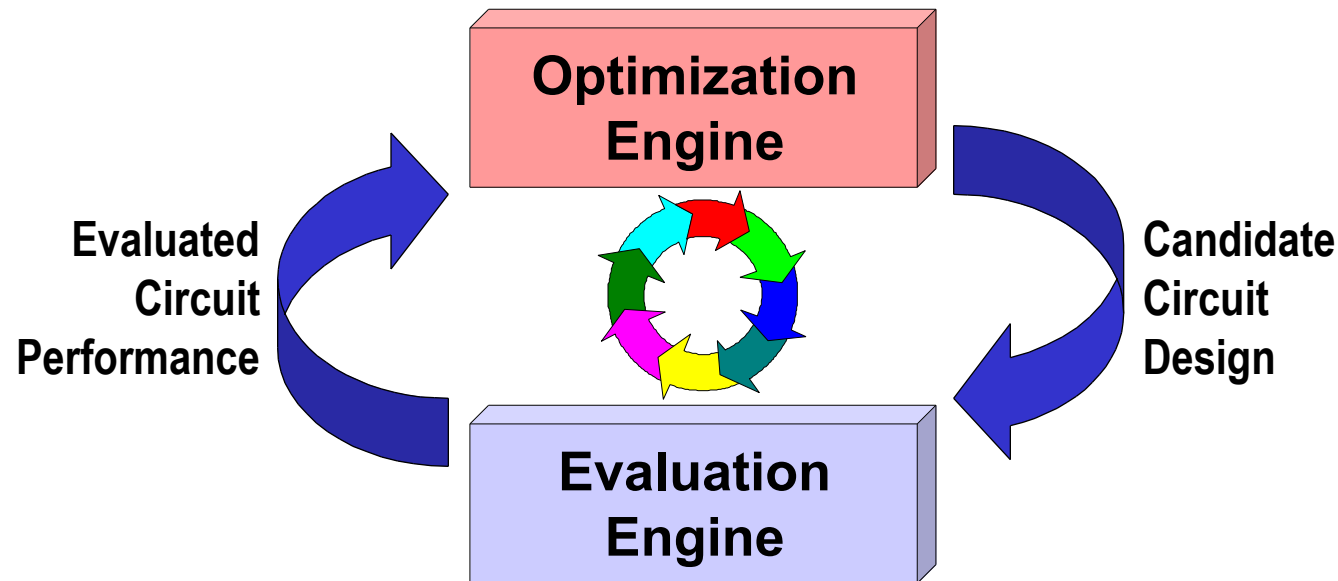 Optimization
Engine
Evaluated
Circuit
Performance
Candidate
Circuit
Design
Evaluation
Engine